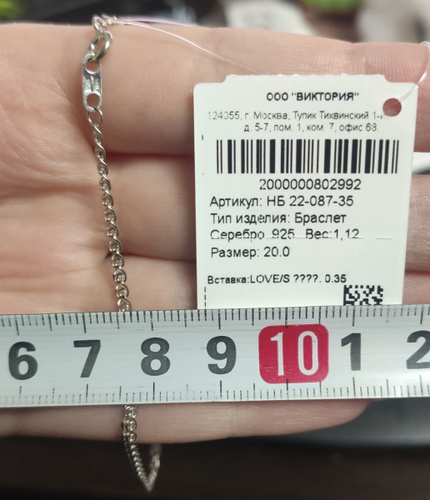 ООО "ВИКТОРИЯ"
124055, г. Москва, Тупик Тихвинский 1-й
д. 5-7, пом. 1, ком. 7, офис 68
2000000802992
Артикул: НБ 22-087-35
Тип изделия: Браслет
Серебро 925 Вес:1,12
Размер: 20.0
Вставка:LOVE/S ????. 0.35
6 7 8 9 10 1 2